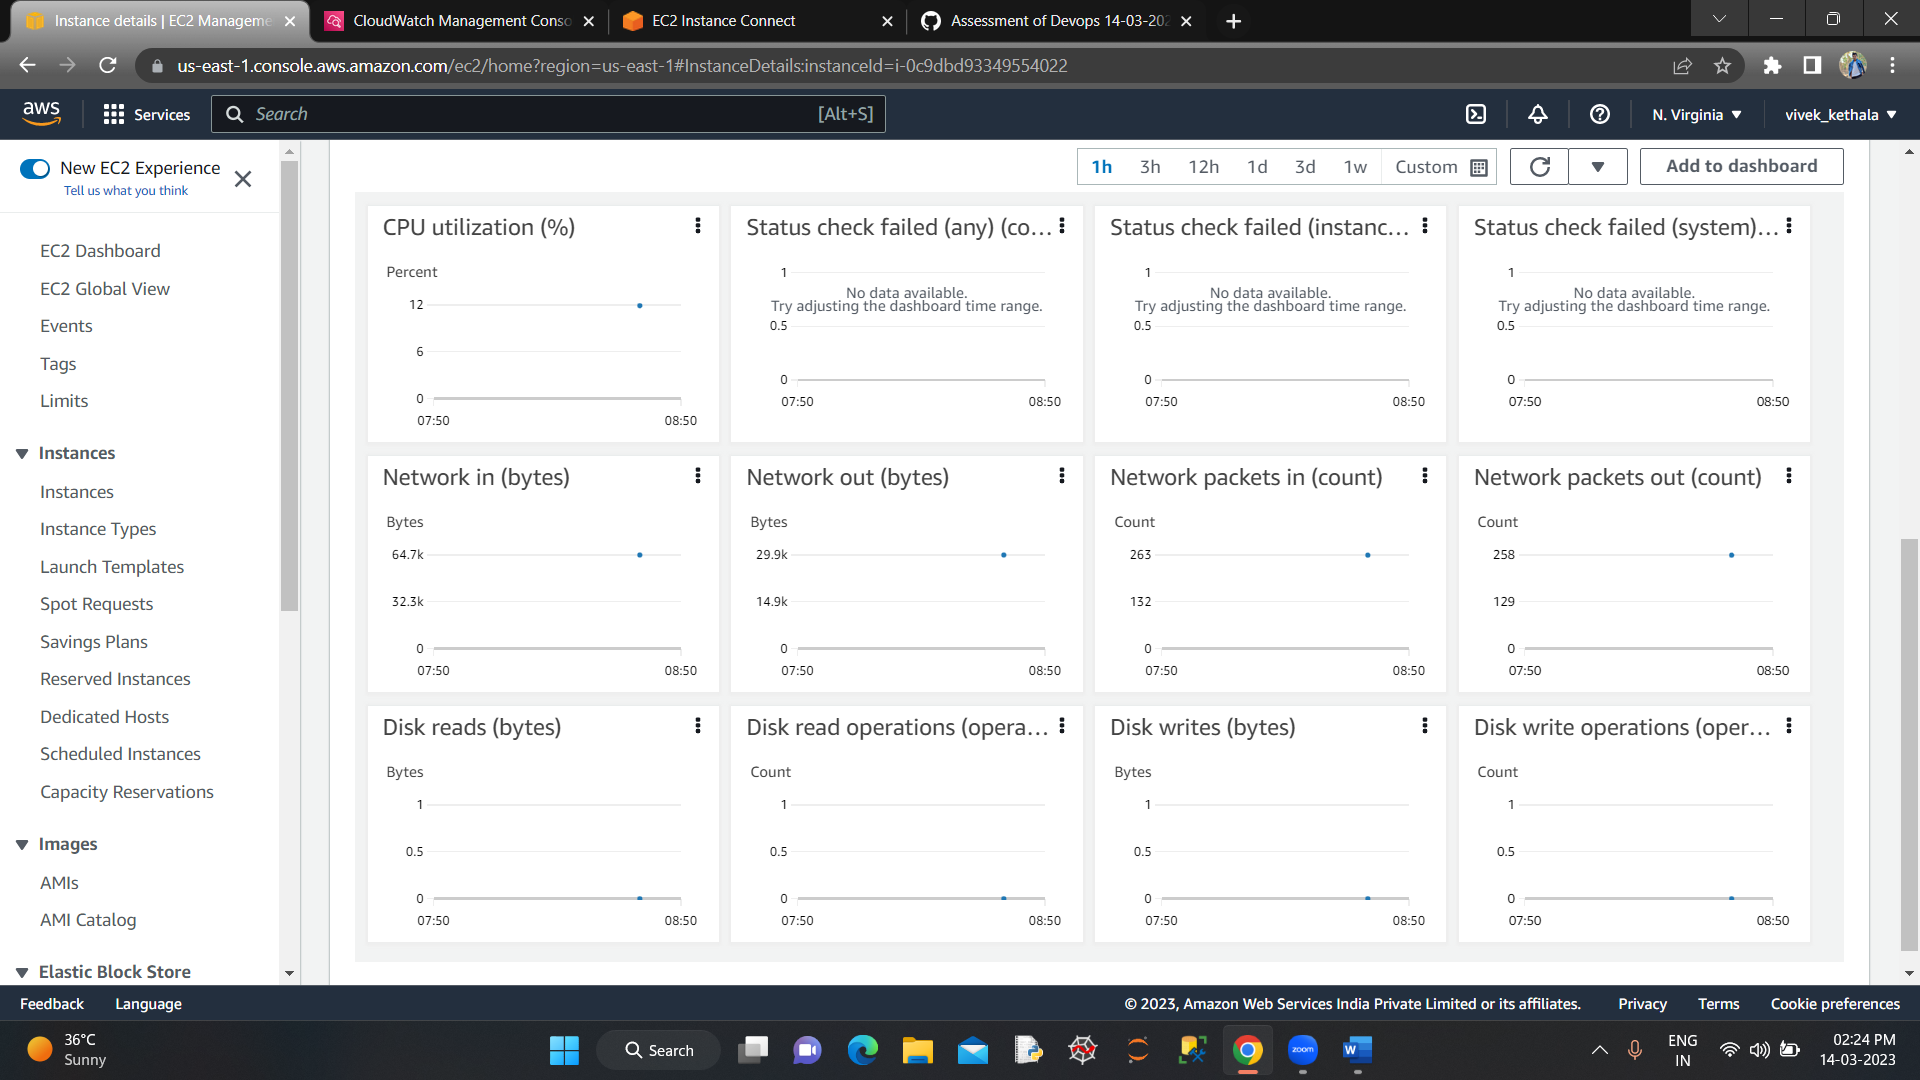 Instance details | EC2 Manageme
CloudWatch Management Conso
EC2 Instance Connect
Assessment of Devops 14-03-202
us-east-1.console.aws.amazon.com/ec2/home?region=us-east-1#InstanceDetails:instanceId=i-0c9dbd93349554022
aws
Services
Search
[Alt+S]
N. Virginia
vivek_kethala
New EC2 Experience
Tell us what you think
EC2 Dashboard
EC2 Global View
Events
Tags
Limits
Instances
Instances
Instance Types
Launch Templates
Spot Requests
Savings Plans
Reserved Instances
Dedicated Hosts
Scheduled Instances
Capacity Reservations
Images
AMIs
AMI Catalog
Elastic Block Store
1h 3h 12h 1d 3d 1w Custom
Add to dashboard
CPU utilization (%)
Percent
12
6
0
07:50 08:50
Status check failed (any) (co...
1
No data available.
Try adjusting the dashboard time range.
0.5
0
07:50 08:50
Status check failed (instanc...
1
No data available.
Try adjusting the dashboard time range.
0.5
0
07:50 08:50
Status check failed (system)...
1
No data available.
Try adjusting the dashboard time range.
0.5
0
07:50 08:50
Network in (bytes)
Bytes
64.7k
32.3k
0
07:50 08:50
Network out (bytes)
Bytes
29.9k
14.9k
0
07:50 08:50
Network packets in (count)
Count
263
132
0
07:50 08:50
Network packets out (count)
Count
258
129
0
07:50 08:50
Disk reads (bytes)
Bytes
1
0.5
0
07:50 08:50
Disk read operations (opera...
Count
1
0.5
0
07:50 08:50
Disk writes (bytes)
Bytes
1
0.5
0
07:50 08:50
Disk write operations (oper...
Count
1
0.5
0
07:50 08:50
Feedback
Language
© 2023, Amazon Web Services India Private Limited or its affiliates.
Privacy
Terms
Cookie preferences
36°C
Sunny
Search
zoom
W
ENG
IN
02:24 PM
14-03-2023